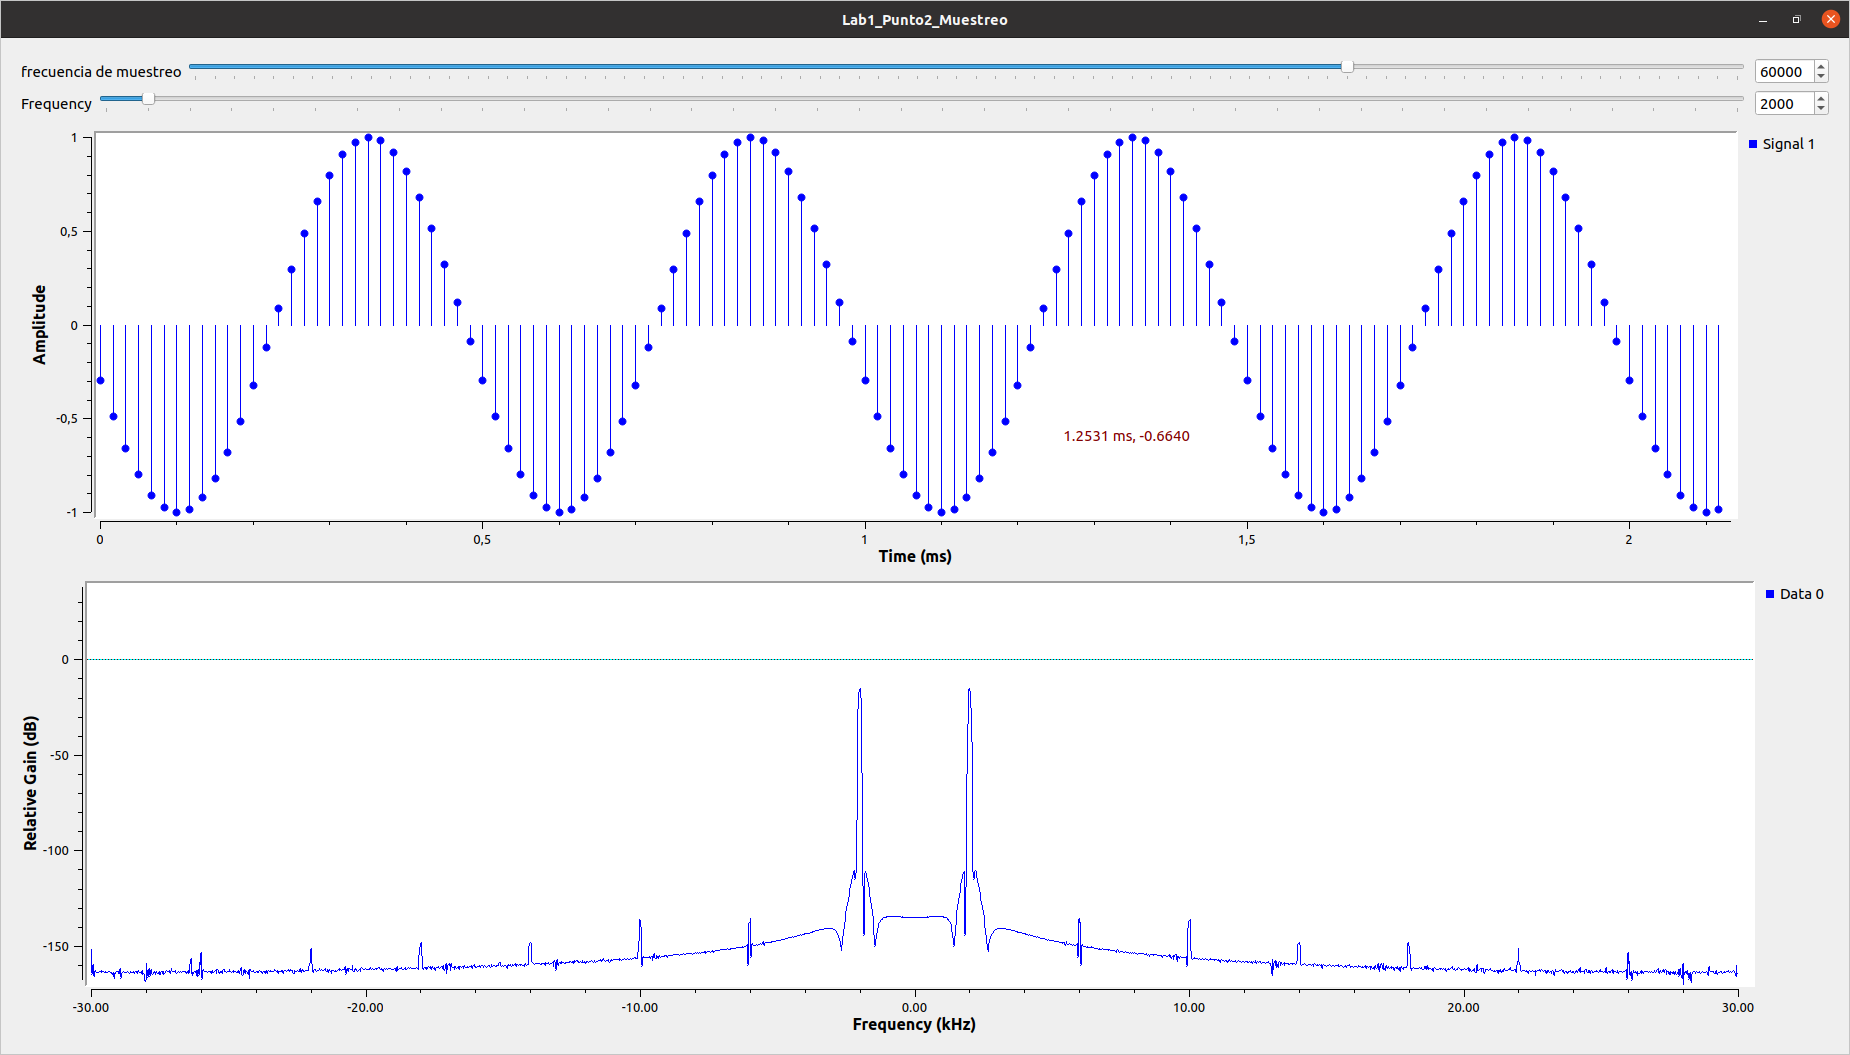 Lab1_Punto2_Muestreo
frecuencia de muestreo 60000
Frequency 2000
Signal 1
Amplitude
1
0,5
0
-0,5
-1
1.2531 ms, -0.6640
0 0,5 1 1,5 2
Time (ms)
Data 0
Relative Gain (dB)
0
-50
-100
-150
-30.00 -20.00 -10.00 0.00 10.00 20.00 30.00
Frequency (kHz)